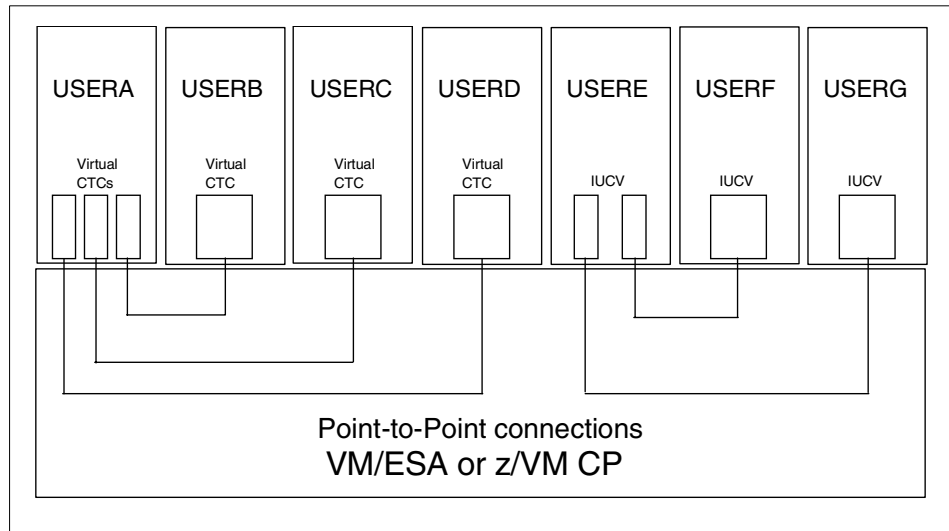 USERA
USERB
USERC
USERD
USERE
USERF
USERG
Virtual
CTCs
Virtual
CTC
Virtual
CTC
Virtual
CTC
IUCV
IUCV
IUCV
Point-to-Point connections
VM/ESA or z/VM CP